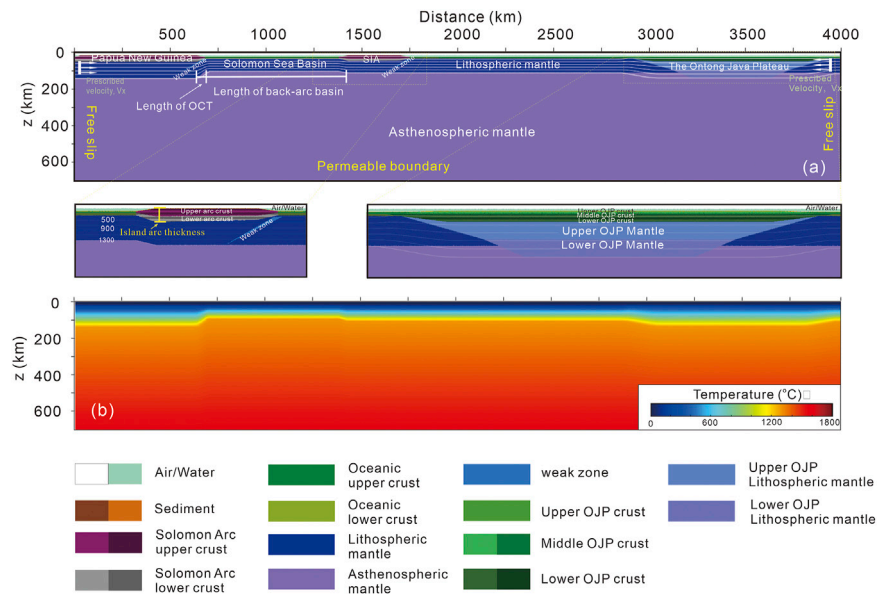 Distance (km)
500 1000 1500 2000 2500 3000 3500 4000
0
200
400
600
z (km)
Papua New Guinea
Weak zone
Solomon Sea Basin
SIA
Weak zone
Lithospheric mantle
The Ontong Java Plateau
Prescribed
velocity, Vx
Length of OCT
Length of back-arc basin
Prescribed
Velocity, Vx
Free slip
Asthenospheric mantle
Free slip
Permeable boundary
(a)
Air/Water
Upper arc crust
Lower arc crust
500
900
1300
Island arc thickness
Weak zone
Air/Water
Upper OJP crust
Middle OJP crust
Lower OJP crust
Upper OJP Mantle
Lower OJP Mantle
0
200
400
600
z (km)
(b)
Temperature (°C)
0 600 1200 1800
Air/Water
Sediment
Solomon Arc
upper crust
Solomon Arc
lower crust
Oceanic
upper crust
Oceanic
lower crust
Lithospheric
mantle
Asthenospheric
mantle
weak zone
Upper OJP crust
Middle OJP crust
Lower OJP crust
Upper OJP
Lithospheric mantle
Lower OJP
Lithospheric mantle